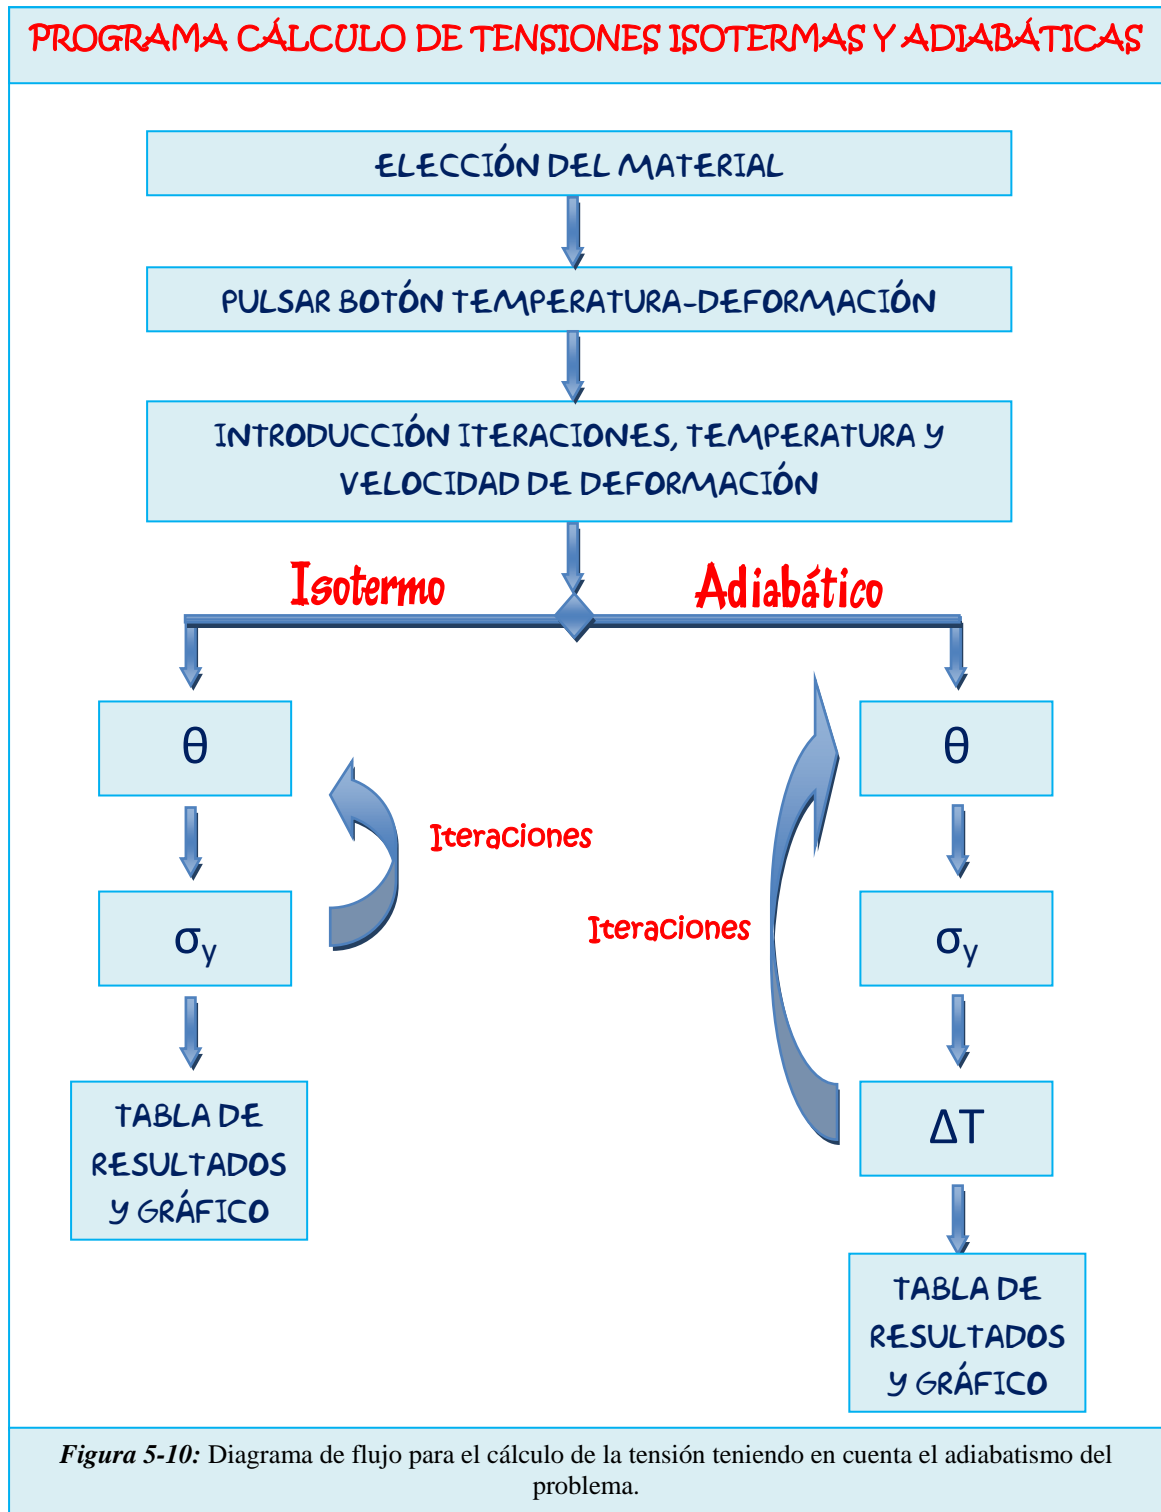 PROGRAMA CÁLCULO DE TENSIONES ISOTERMAS Y ADIABÁTICAS
ELECCIÓN DEL MATERIAL
PULSAR BOTÓN TEMPERATURA-DEFORMACIÓN
INTRODUCCIÓN ITERACIONES, TEMPERATURA Y
VELOCIDAD DE DEFORMACIÓN
Isotermo
Adiabático
θ
θ
Iteraciones
Iteraciones
σy
σy
TABLA DE
RESULTADOS
Y GRÁFICO
ΔT
TABLA DE
RESULTADOS
Y GRÁFICO
Figura 5-10: Diagrama de flujo para el cálculo de la tensión teniendo en cuenta el adiabatismo del
problema.